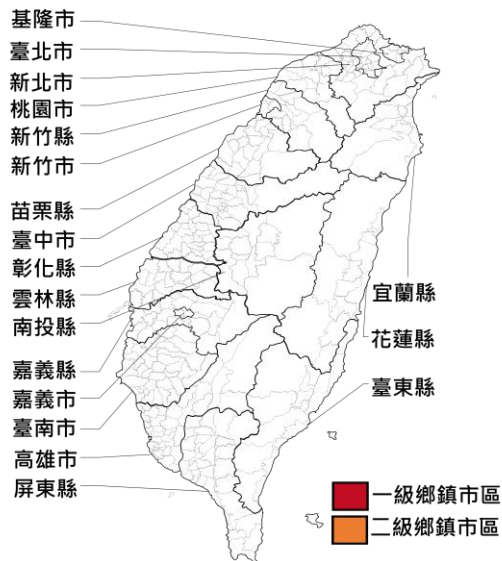 基隆市
臺北市
新北市
桃園市
新竹縣
新竹市
苗栗縣
臺中市
彰化縣
雲林縣
南投縣
嘉義縣
嘉義市
臺南市
高雄市
屏東縣
宜蘭縣
花蓮縣
臺東縣
一級鄉鎮市區
二級鄉鎮市區